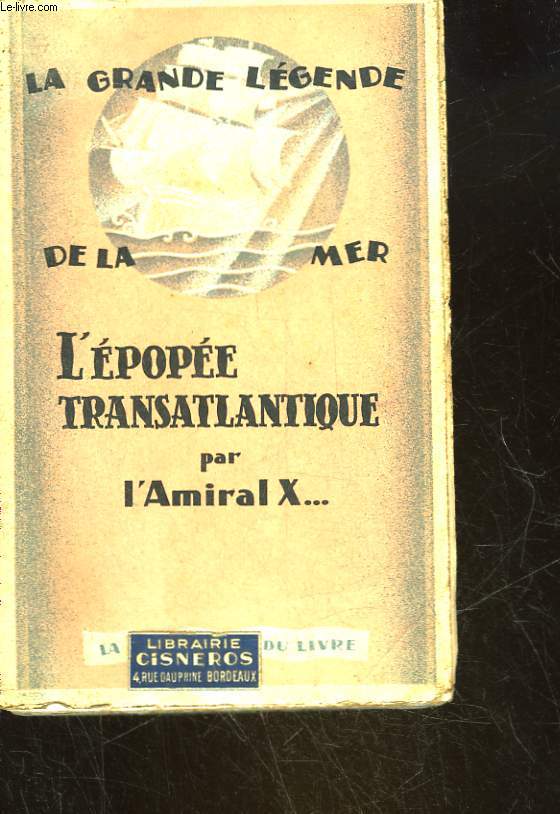 Le-livre.com
LA GRANDE LÉGENDE
DE LA MER
L'ÉPOPÉE
TRANSATLANTIQUE
par
l'Amiral X...
LA DU LIVRE
LIBRAIRIE
CISNEROS
4, RUE DAUPHINE BORDEAUX